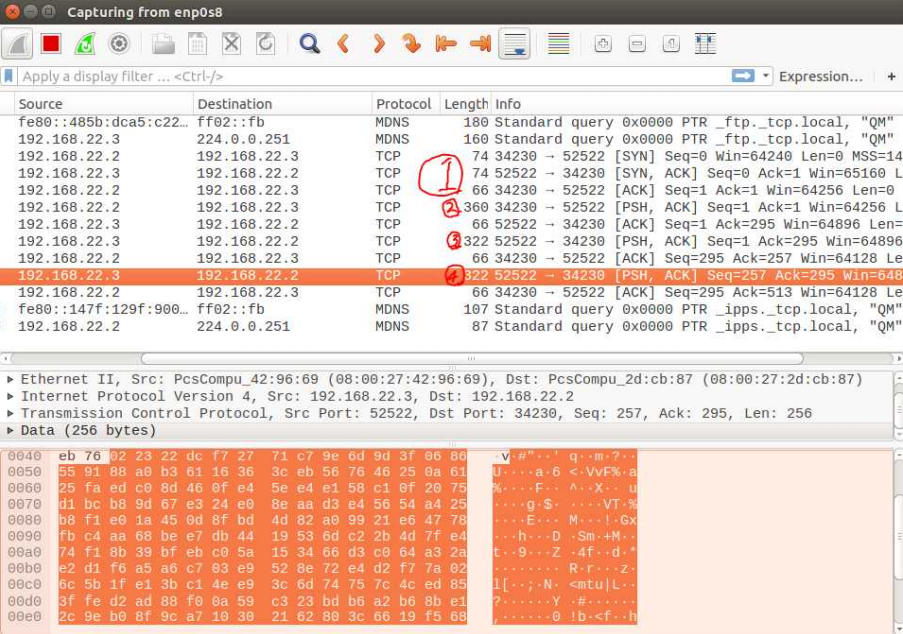 Capturing from enp0s8
Apply a display filter ... <Ctrl-/>
Expression... +
Source Destination Protocol Length Info
fe80::485b:dca5:c22... ff02::fb MDNS 180 Standard query 0x0000 PTR _ftp._tcp.local, "QM"
192.168.22.3 224.0.0.251 MDNS 160 Standard query 0x0000 PTR _ftp._tcp.local, "QM"
192.168.22.2 192.168.22.3 TCP 74 34230 → 52522 [SYN] Seq=0 Win=64240 Len=0 MSS=14
192.168.22.3 192.168.22.2 TCP 74 52522 → 34230 [SYN, ACK] Seq=0 Ack=1 Win=65160 L
1
192.168.22.2 192.168.22.3 TCP 66 34230 → 52522 [ACK] Seq=1 Ack=1 Win=64256 Len=0
192.168.22.2 192.168.22.3 TCP 2 360 34230 → 52522 [PSH, ACK] Seq=1 Ack=1 Win=64256 L
192.168.22.3 192.168.22.2 TCP 66 52522 → 34230 [ACK] Seq=1 Ack=295 Win=64896 Len=
192.168.22.3 192.168.22.2 TCP 3 322 52522 → 34230 [PSH, ACK] Seq=1 Ack=295 Win=64896
192.168.22.2 192.168.22.3 TCP 66 34230 → 52522 [ACK] Seq=295 Ack=257 Win=64128 Le
192.168.22.3 192.168.22.2 TCP 4 322 52522 → 34230 [PSH, ACK] Seq=257 Ack=295 Win=648
192.168.22.2 192.168.22.3 TCP 66 34230 → 52522 [ACK] Seq=295 Ack=513 Win=64128 Le
fe80::147f:129f:900... ff02::fb MDNS 107 Standard query 0x0000 PTR _ipps._tcp.local, "QM"
192.168.22.2 224.0.0.251 MDNS 87 Standard query 0x0000 PTR _ipps._tcp.local, "QM"
Ethernet II, Src: PcsCompu_42:96:69 (08:00:27:42:96:69), Dst: PcsCompu_2d:cb:87 (08:00:27:2d:cb:87)
Internet Protocol Version 4, Src: 192.168.22.3, Dst: 192.168.22.2
Transmission Control Protocol, Src Port: 52522, Dst Port: 34230, Seq: 257, Ack: 295, Len: 256
Data (256 bytes)
0040 eb 76 02 23 22 dc f7 27 71 c7 9e 6d 9d 3f 06 86 ·v·#"··' q··m·?··
0050 55 91 88 a0 b3 61 16 36 3c eb 56 76 46 25 0a 61 U····a·6 <·VvF%·a
0060 25 fa ed c0 8d 46 0f e4 5e e4 e1 58 c1 0f 20 75 %····F·· ^··X·· u
0070 d1 bc b8 9d 67 e3 24 e0 8e aa d3 e4 56 54 a4 25 ····g·$· ····VT·%
0080 b8 f1 e0 1a 45 0d 8f bd 4d 82 a0 99 21 e6 47 78 ····E··· M···!·Gx
0090 fb c4 aa 68 be e7 db 44 19 53 6d c2 2b 4d 7f e4 ···h···D ·Sm·+M··
00a0 74 f1 8b 39 bf eb c0 5a 15 34 66 d3 c0 64 a3 2a t··9···Z ·4f··d·*
00b0 e2 d1 f6 a5 a6 c7 03 e9 52 8e 72 e4 d2 f7 7a 02 ········ R·r···z·
00c0 6c 5b 1f e1 3b c1 4e e9 3c 6d 74 75 7c 4c ed 85 l[··;·N· <mtu|L··
00d0 3f fe d2 ad 88 f0 0a 59 c3 23 bd b6 a2 b6 8b e1 ?······Y ·#······
00e0 2c 9e b0 8f 9c a7 10 30 21 62 80 3c 66 19 f5 68 ,······0 !b·<f··h